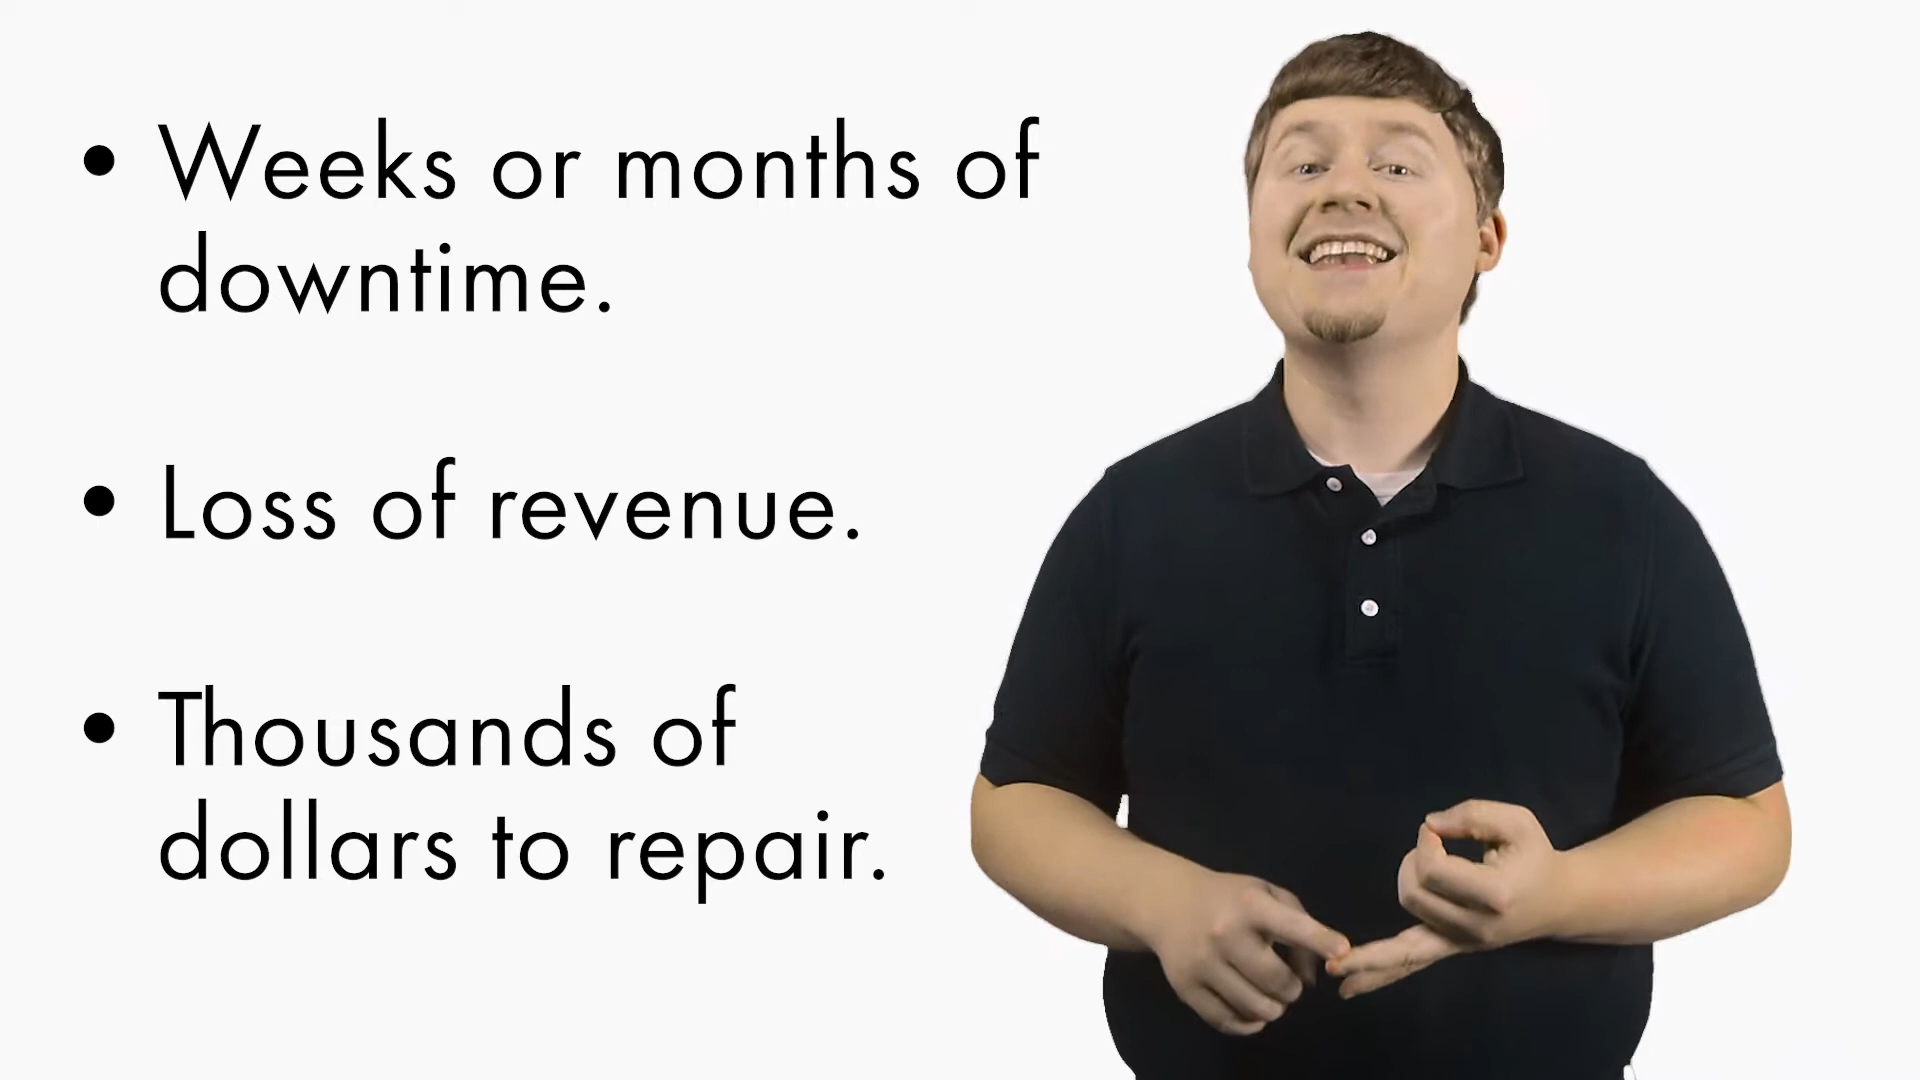 • Weeks or months of
downtime.
• Loss of revenue.
• Thousands of
dollars to repair.